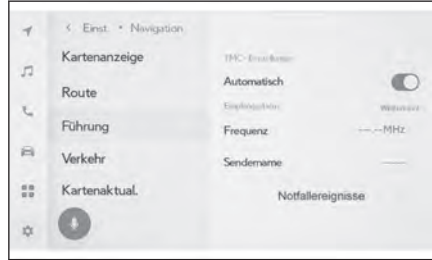 < Einst. • Navigation
Kartenanzeige
Route
Führung
Verkehr
Kartenaktual.
Automatisch
Frequenz --.--MHz
Sendername ----
Notfallereignisse